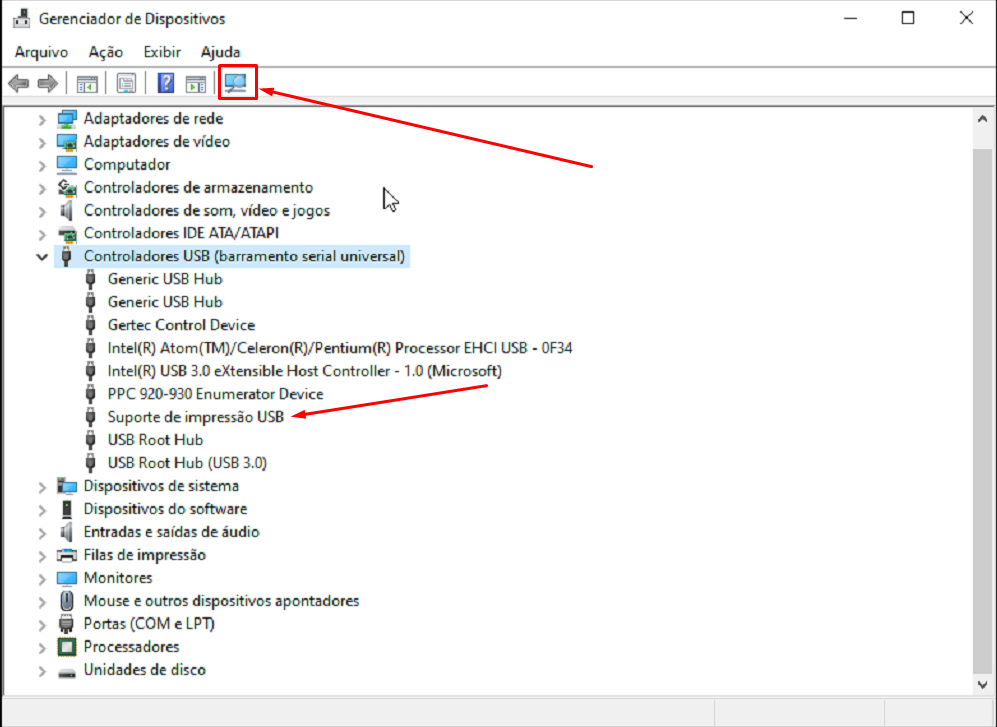 Gerenciador de Dispositivos
Arquivo Ação Exibir Ajuda
Adaptadores de rede
Adaptadores de vídeo
Computador
Controladores de armazenamento
Controladores de som, vídeo e jogos
Controladores IDE ATA/ATAPI
Controladores USB (barramento serial universal)
Generic USB Hub
Generic USB Hub
Gertec Control Device
Intel(R) Atom(TM)/Celeron(R)/Pentium(R) Processor EHCI USB - 0F34
Intel(R) USB 3.0 eXtensible Host Controller - 1.0 (Microsoft)
PPC 920-930 Enumerator Device
Suporte de impressão USB
USB Root Hub
USB Root Hub (USB 3.0)
Dispositivos de sistema
Dispositivos do software
Entradas e saídas de áudio
Filas de impressão
Monitores
Mouse e outros dispositivos apontadores
Portas (COM e LPT)
Processadores
Unidades de disco